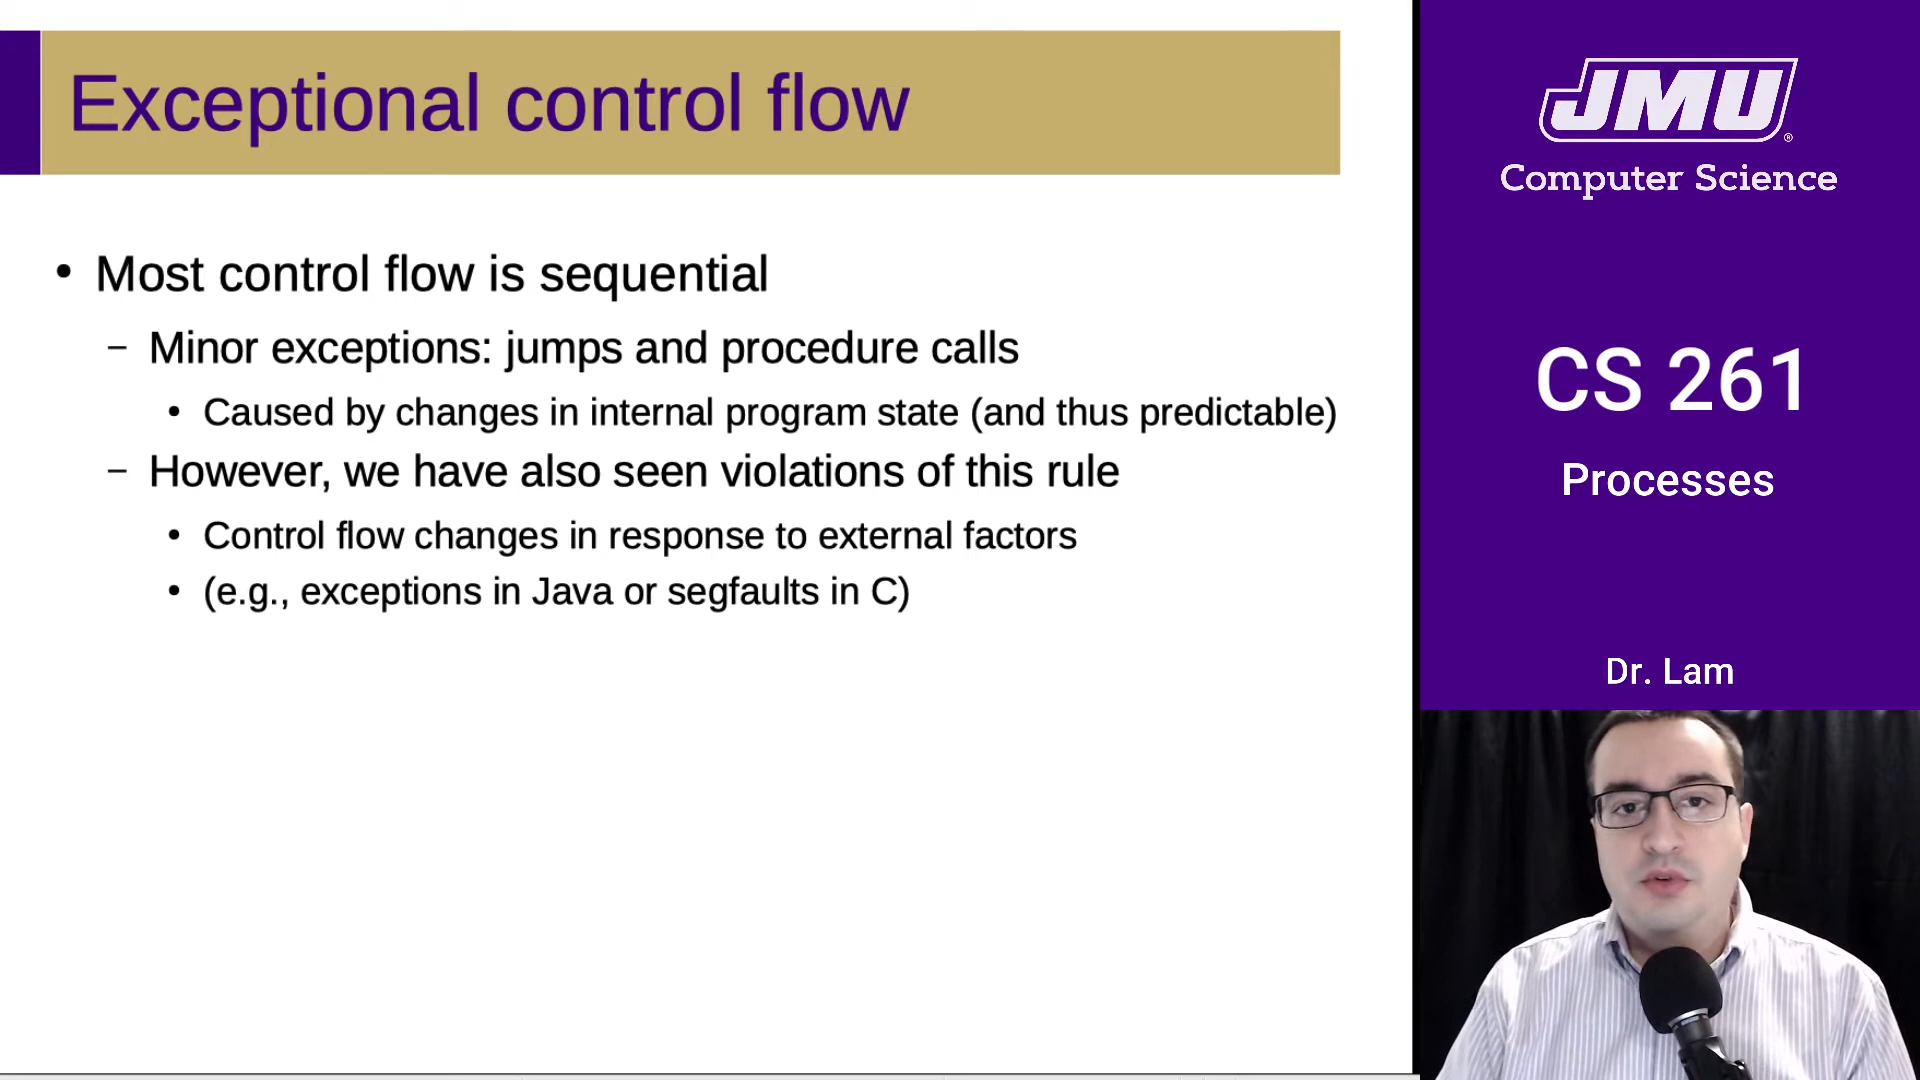 Exceptional control flow
• Most control flow is sequential
– Minor exceptions: jumps and procedure calls
• Caused by changes in internal program state (and thus predictable)
– However, we have also seen violations of this rule
• Control flow changes in response to external factors
• (e.g., exceptions in Java or segfaults in C)
JMU®
Computer Science
CS 261
Processes
Dr. Lam